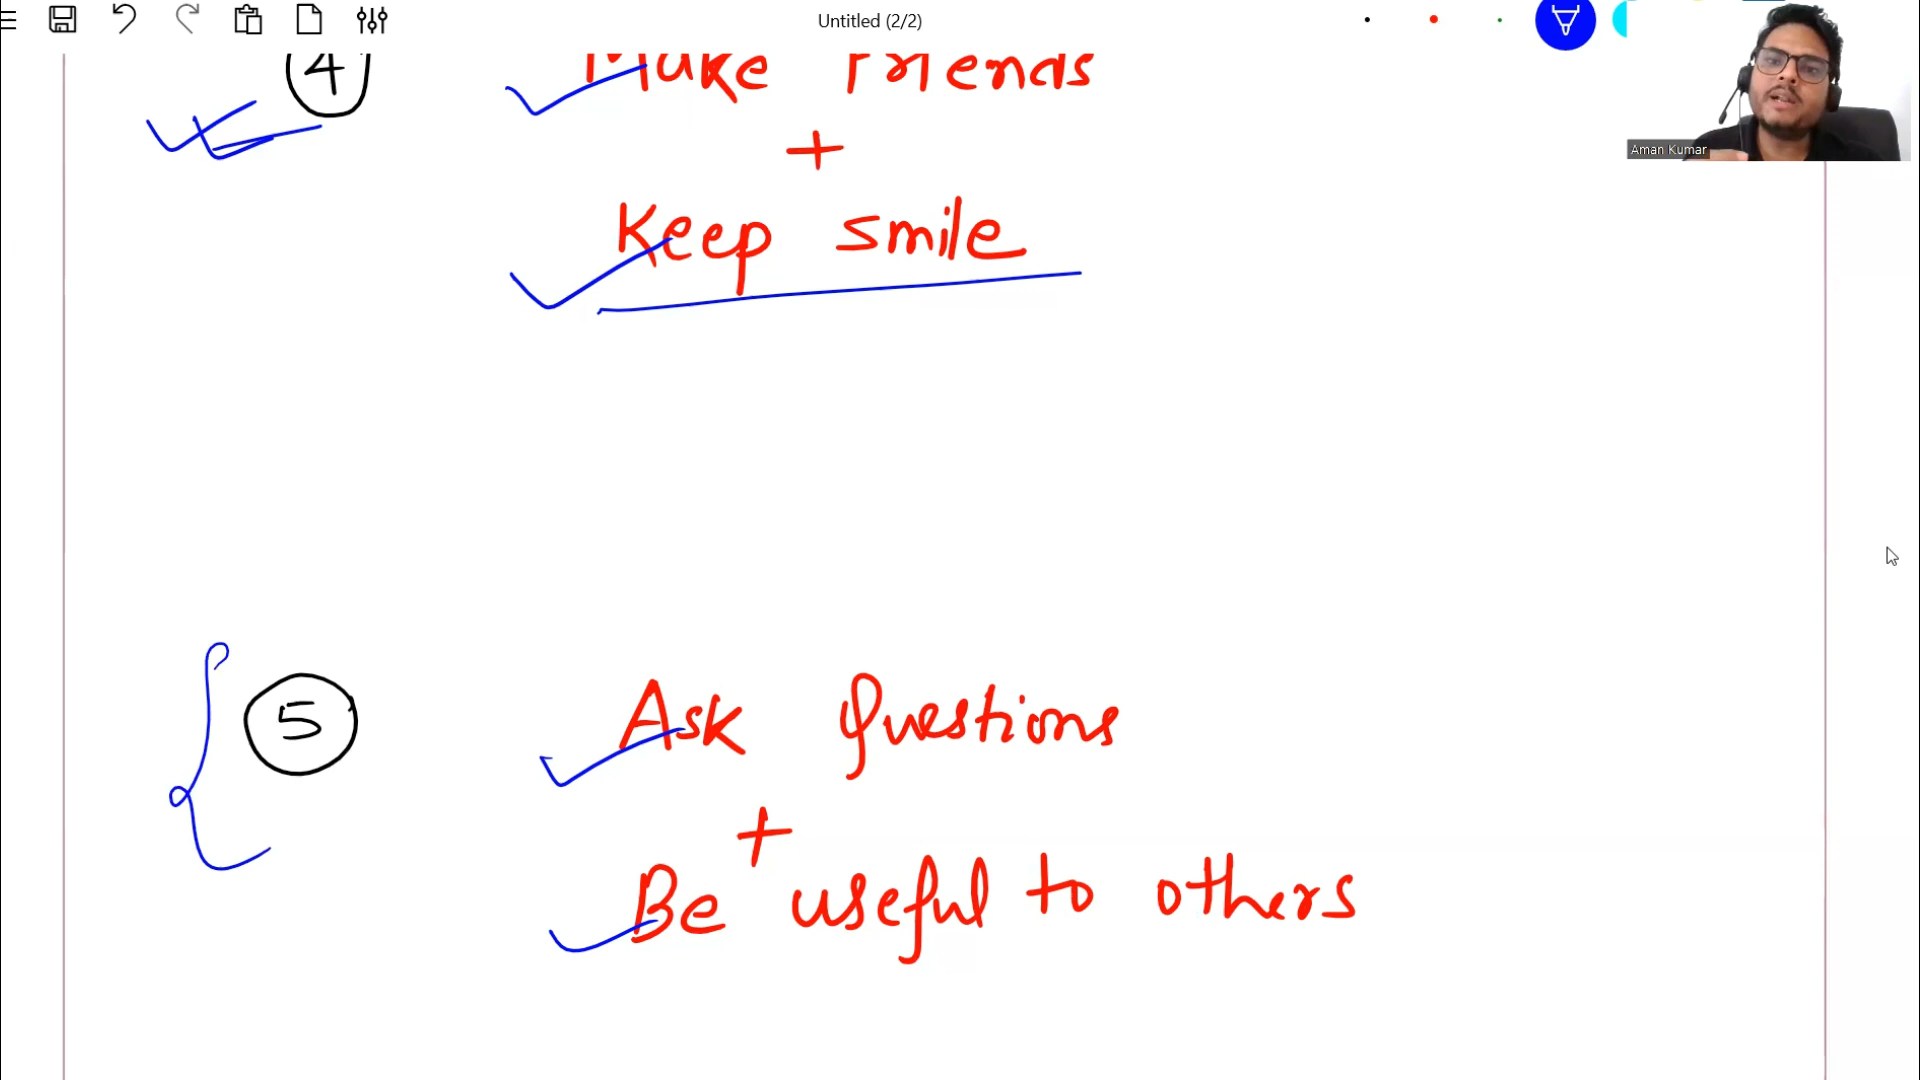 Untitled (2/2)
Aman Kumar
4 Make Friends
+
Keep smile
5 Ask Questions
+
Be useful to others